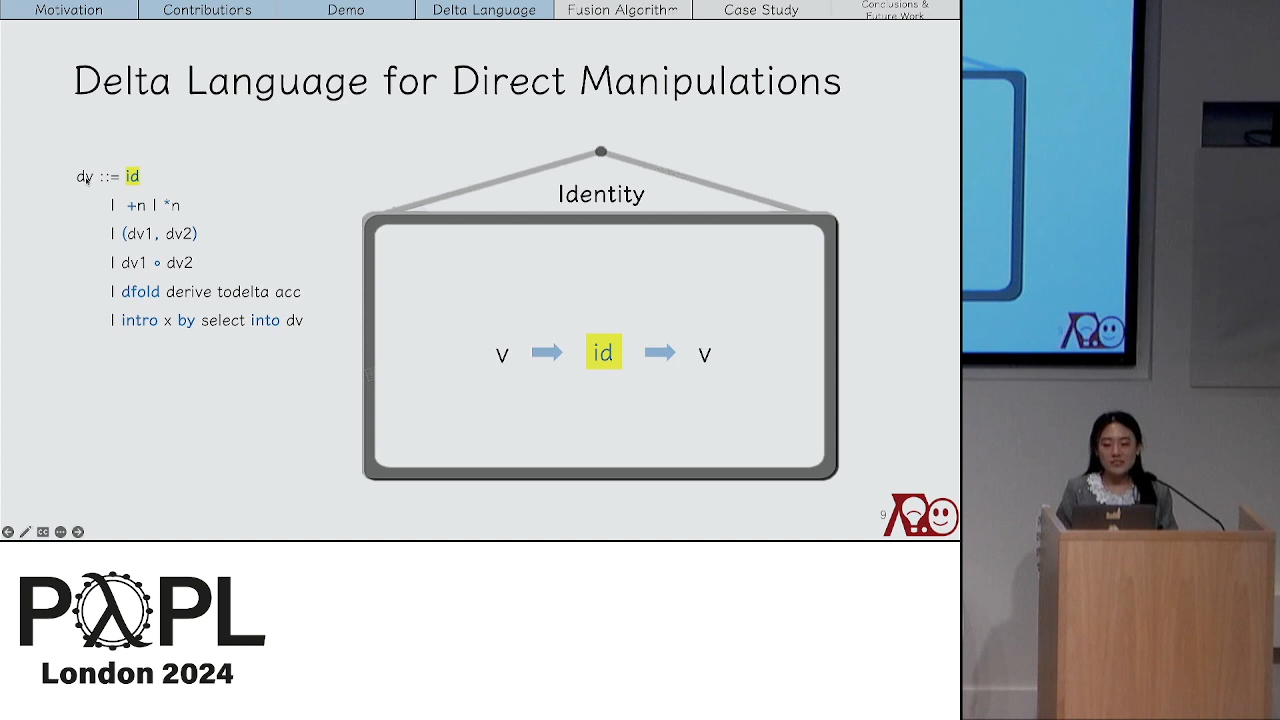 Motivation
Contributions
Demo
Delta Language
Fusion Algorithm
Case Study
Conclusions &
Future Work
Delta Language for Direct Manipulations
dv ::= id
| +n | *n
| (dv1, dv2)
| dv1 ∘ dv2
| dfold derive todelta acc
| intro x by select into dv
Identity
v id v
9
PλPL
London 2024